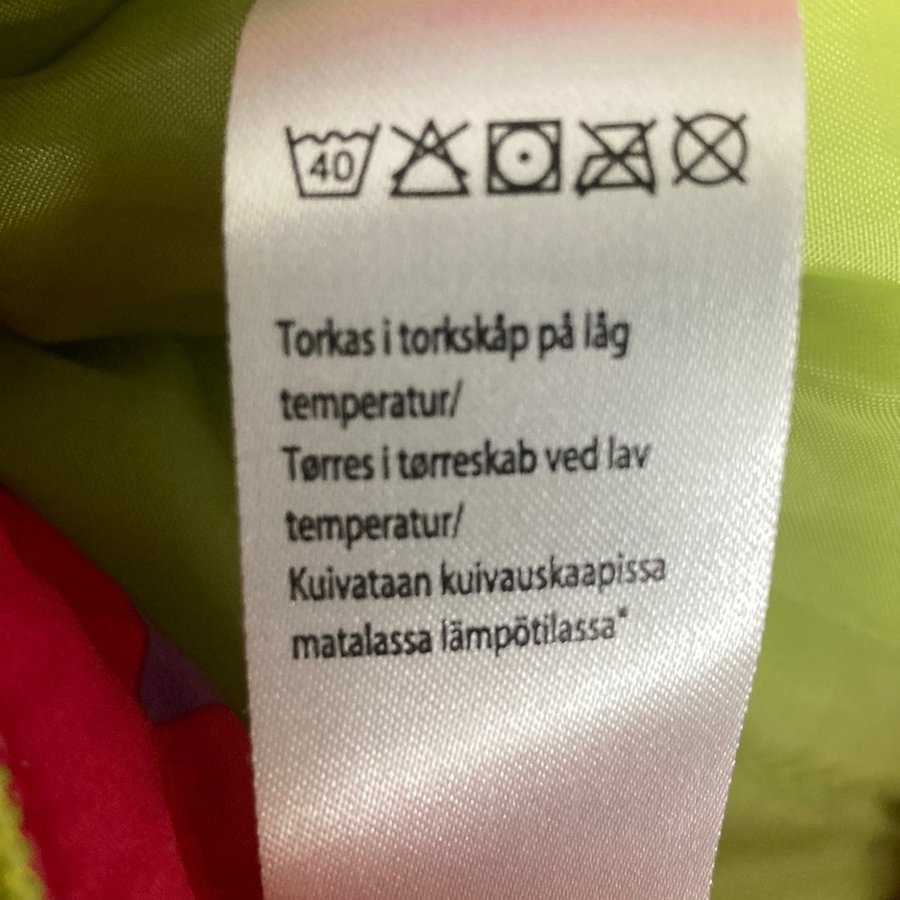 40
Torkas i torkskåp på låg
temperatur/
Tørres i tørreskab ved lav
temperatur/
Kuivataan kuivauskaapissa
matalassa lämpötilassa"